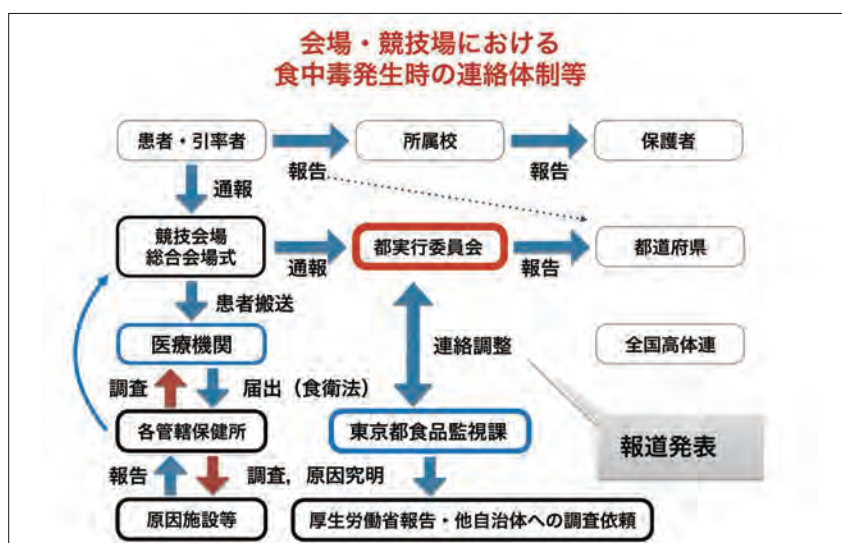 会場・競技場における
食中毒発生時の連絡体制等
患者・引率者
所属校
保護者
報告
報告
通報
競技会場
総合会場式
都実行委員会
都道府県
通報
報告
患者搬送
医療機関
連絡調整
全国高体連
調査
届出（食衛法）
各管轄保健所
東京都食品監視課
報道発表
報告
調査，原因究明
原因施設等
厚生労働省報告・他自治体への調査依頼